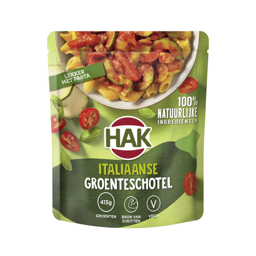 LEKKER
MET PASTA
100%
NATUURLIJKE
INGREDIËNTEN
HAK
ITALIAANSE
GROENTESCHOTEL
415g
V
GROENTEN
BRON VAN
EIWITTEN
VEGA